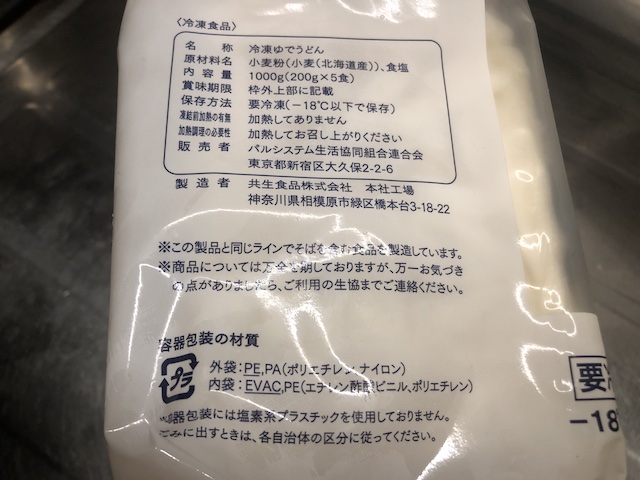 〈冷凍食品〉
名称 冷凍ゆでうどん
原材料名 小麦粉(小麦(北海道産))、食塩
内容量 1000g(200g×5食)
賞味期限 枠外上部に記載
保存方法 要冷凍(−18℃以下で保存)
凍結前加熱の有無 加熱してありません
加熱調理の必要性 加熱してお召し上がりください
販売者 パルシステム生活協同組合連合会
東京都新宿区大久保2-2-6
製造者 共生食品株式会社 本社工場
神奈川県相模原市緑区橋本台3-18-22
※この製品と同じラインでそばを含む食品を製造しています。
※商品については万全を期しておりますが、万一お気づき
の点がありましたら、ご利用の生協までご連絡ください。
容器包装の材質
プラ
外袋:PE,PA(ポリエチレン,ナイロン)
内袋:EVAC,PE(エチレン酢酸ビニル,ポリエチレン)
容器包装には塩素系プラスチックを使用しておりません。
ごみに出すときは、各自治体の区分に従ってください。
要
−18